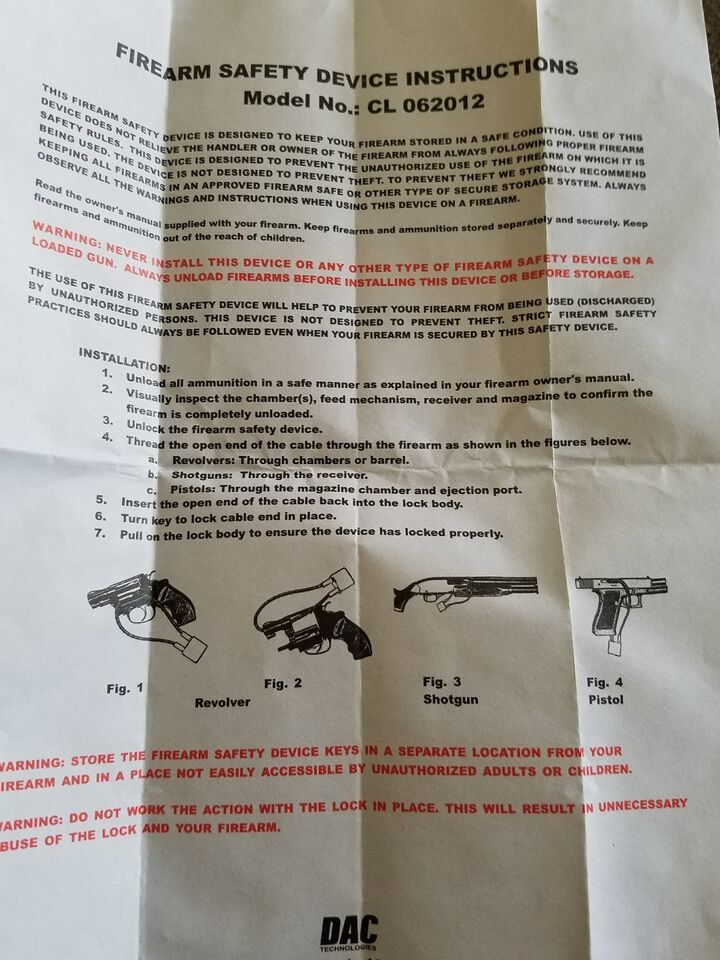 FIREARM SAFETY DEVICE INSTRUCTIONS
Model No.: CL 062012
THIS FIREARM SAFETY DEVICE IS DESIGNED TO KEEP YOUR FIREARM STORED IN A SAFE CONDITION. USE OF THIS
DEVICE DOES NOT RELIEVE THE HANDLER OR OWNER OF THE FIREARM FROM ALWAYS FOLLOWING PROPER FIREARM
SAFETY RULES. THIS DEVICE IS DESIGNED TO PREVENT THE UNAUTHORIZED USE OF THE FIREARM ON WHICH IT IS
BEING USED. THE DEVICE IS NOT DESIGNED TO PREVENT THEFT. TO PREVENT THEFT WE STRONGLY RECOMMEND
KEEPING ALL FIREARMS IN AN APPROVED FIREARM SAFE OR OTHER TYPE OF SECURE STORAGE SYSTEM. ALWAYS
OBSERVE ALL THE WARNINGS AND INSTRUCTIONS WHEN USING THIS DEVICE ON A FIREARM.
Read the owner's manual supplied with your firearm. Keep firearms and ammunition stored separately and securely. Keep
firearms and ammunition out of the reach of children.
WARNING: NEVER INSTALL THIS DEVICE OR ANY OTHER TYPE OF FIREARM SAFETY DEVICE ON A
LOADED GUN. ALWAYS UNLOAD FIREARMS BEFORE INSTALLING THIS DEVICE OR BEFORE STORAGE.
THE USE OF THIS FIREARM SAFETY DEVICE WILL HELP TO PREVENT YOUR FIREARM FROM BEING USED (DISCHARGED)
BY UNAUTHORIZED PERSONS. THIS DEVICE IS NOT DESIGNED TO PREVENT THEFT. STRICT FIREARM SAFETY
PRACTICES SHOULD ALWAYS BE FOLLOWED EVEN WHEN YOUR FIREARM IS SECURED BY THIS SAFETY DEVICE.
INSTALLATION:
1. Unload all ammunition in a safe manner as explained in your firearm owner's manual.
2. Visually inspect the chamber(s), feed mechanism, receiver and magazine to confirm the
firearm is completely unloaded.
3. Unlock the firearm safety device.
4. Thread the open end of the cable through the firearm as shown in the figures below.
a. Revolvers: Through chambers or barrel.
b. Shotguns: Through the receiver.
c. Pistols: Through the magazine chamber and ejection port.
5. Insert the open end of the cable back into the lock body.
6. Turn key to lock cable end in place.
7. Pull on the lock body to ensure the device has locked properly.
Fig. 1 Fig. 2 Fig. 3 Fig. 4
Revolver Shotgun Pistol
WARNING: STORE THE FIREARM SAFETY DEVICE KEYS IN A SEPARATE LOCATION FROM YOUR
IREARM AND IN A PLACE NOT EASILY ACCESSIBLE BY UNAUTHORIZED ADULTS OR CHILDREN.
WARNING: DO NOT WORK THE ACTION WITH THE LOCK IN PLACE. THIS WILL RESULT IN UNNECESSARY
BUSE OF THE LOCK AND YOUR FIREARM.
DAC
TECHNOLOGIES